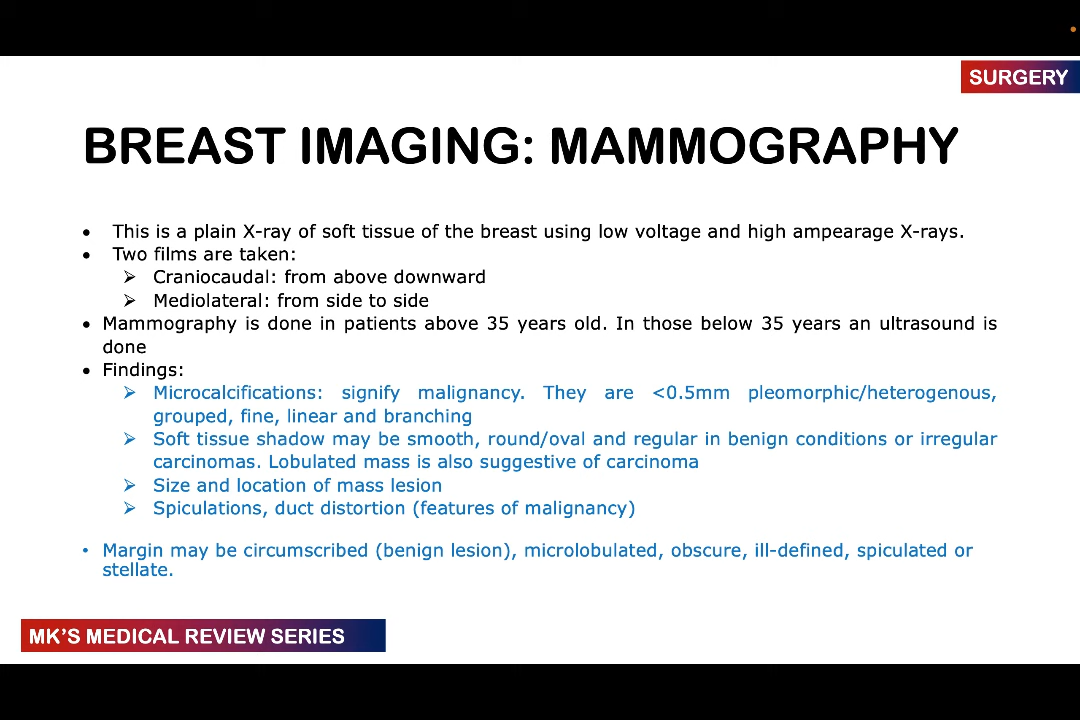 SURGERY
BREAST IMAGING: MAMMOGRAPHY
• This is a plain X-ray of soft tissue of the breast using low voltage and high ampearage X-rays.
• Two films are taken:
➢ Craniocaudal: from above downward
➢ Mediolateral: from side to side
• Mammography is done in patients above 35 years old. In those below 35 years an ultrasound is
done
• Findings:
➢ Microcalcifications: signify malignancy. They are <0.5mm pleomorphic/heterogenous,
grouped, fine, linear and branching
➢ Soft tissue shadow may be smooth, round/oval and regular in benign conditions or irregular
carcinomas. Lobulated mass is also suggestive of carcinoma
➢ Size and location of mass lesion
➢ Spiculations, duct distortion (features of malignancy)
• Margin may be circumscribed (benign lesion), microlobulated, obscure, ill-defined, spiculated or
stellate.
MK'S MEDICAL REVIEW SERIES